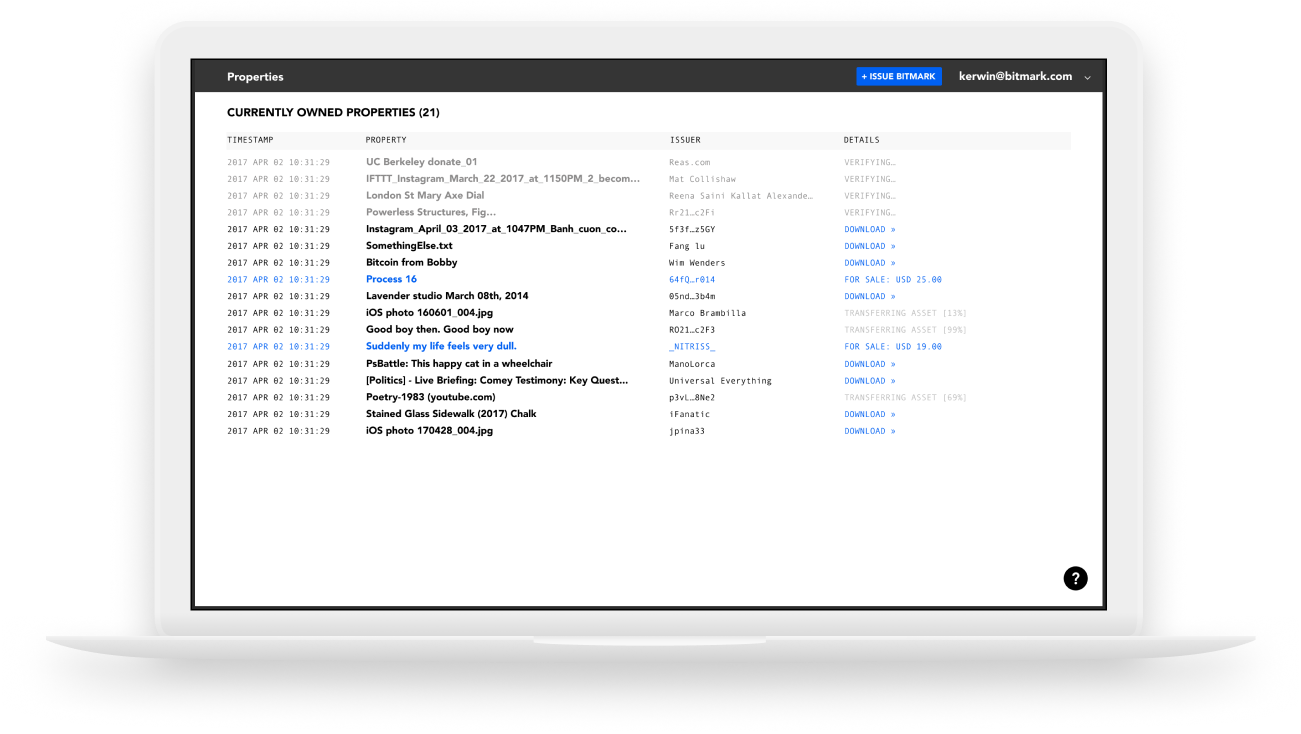 Properties + ISSUE BITMARK kerwin@bitmark.com
CURRENTLY OWNED PROPERTIES (21)
TIMESTAMP PROPERTY ISSUER DETAILS
2017 APR 02 10:31:29 UC Berkeley donate_01 Reas.com VERIFYING…
2017 APR 02 10:31:29 IFTTT_Instagram_March_22_2017_at_1150PM_2_becom... Mat Collishaw VERIFYING…
2017 APR 02 10:31:29 London St Mary Axe Dial Reena Saini Kallat Alexande… VERIFYING…
2017 APR 02 10:31:29 Powerless Structures, Fig... Rr21…c2Fi VERIFYING…
2017 APR 02 10:31:29 Instagram_April_03_2017_at_1047PM_Banh_cuon_co... 5f3f…z5GY DOWNLOAD »
2017 APR 02 10:31:29 SomethingElse.txt Fang lu DOWNLOAD »
2017 APR 02 10:31:29 Bitcoin from Bobby Wim Wenders DOWNLOAD »
2017 APR 02 10:31:29 Process 16 64fQ…r014 FOR SALE: USD 25.00
2017 APR 02 10:31:29 Lavender studio March 08th, 2014 05nd…3b4m DOWNLOAD »
2017 APR 02 10:31:29 iOS photo 160601_004.jpg Marco Brambilla TRANSFERRING ASSET [13%]
2017 APR 02 10:31:29 Good boy then. Good boy now RO21…c2F3 TRANSFERRING ASSET [99%]
2017 APR 02 10:31:29 Suddenly my life feels very dull. _NITRISS_ FOR SALE: USD 19.00
2017 APR 02 10:31:29 PsBattle: This happy cat in a wheelchair ManoLorca DOWNLOAD »
2017 APR 02 10:31:29 [Politics] - Live Briefing: Comey Testimony: Key Quest... Universal Everything DOWNLOAD »
2017 APR 02 10:31:29 Poetry-1983 (youtube.com) p3vL…8Ne2 TRANSFERRING ASSET [69%]
2017 APR 02 10:31:29 Stained Glass Sidewalk (2017) Chalk iFanatic DOWNLOAD »
2017 APR 02 10:31:29 iOS photo 170428_004.jpg jpina33 DOWNLOAD »
?